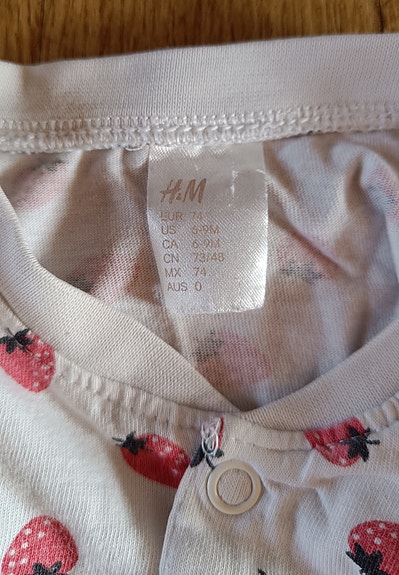 H&M
EUR 74
US 6-9M
CA 6-9M
CN 73/48
MX 74
AUS 0